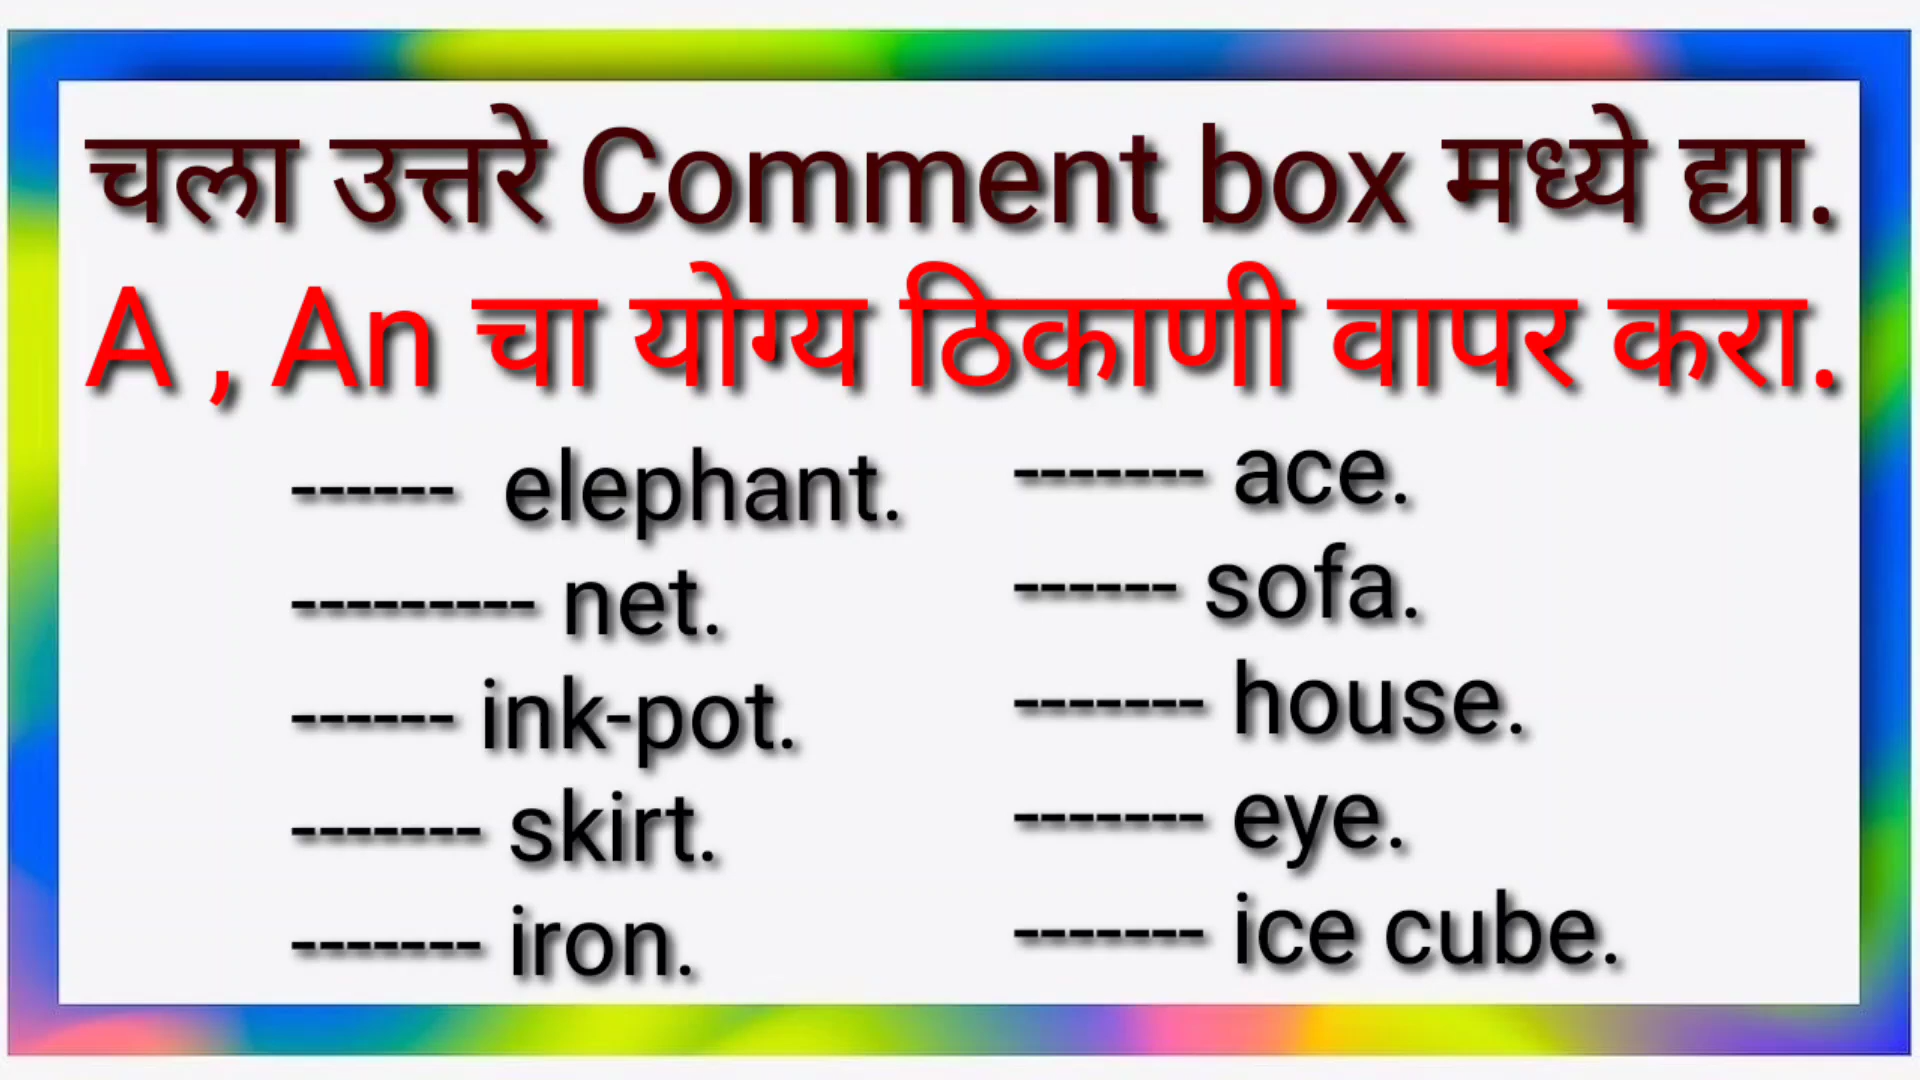 चला उत्तरे Comment box मध्ये द्या.
A , An चा योग्य ठिकाणी वापर करा.
------ elephant.
--------- net.
------ ink-pot.
------- skirt.
------- iron.
------- ace.
------ sofa.
------- house.
------- eye.
------- ice cube.